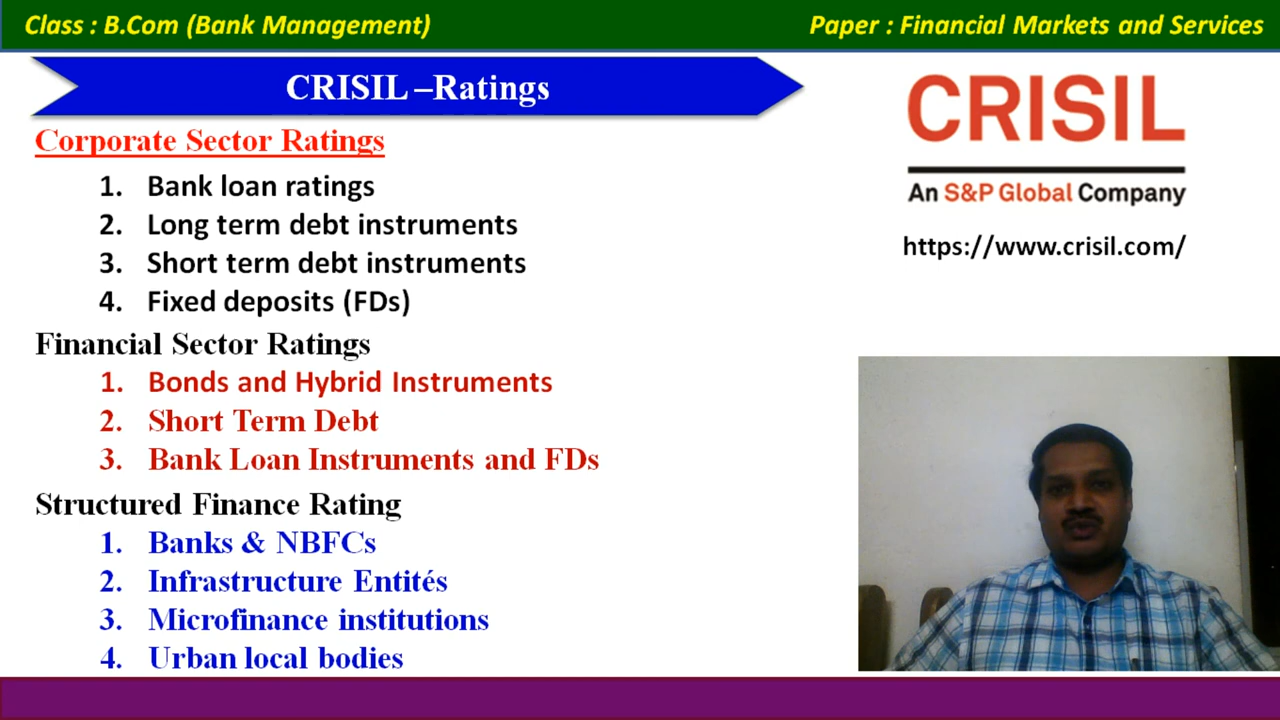 Class : B.Com (Bank Management)
Paper : Financial Markets and Services
CRISIL –Ratings
Corporate Sector Ratings
1. Bank loan ratings
2. Long term debt instruments
3. Short term debt instruments
4. Fixed deposits (FDs)
Financial Sector Ratings
1. Bonds and Hybrid Instruments
2. Short Term Debt
3. Bank Loan Instruments and FDs
Structured Finance Rating
1. Banks & NBFCs
2. Infrastructure Entités
3. Microfinance institutions
4. Urban local bodies
CRISIL
An S&P Global Company
https://www.crisil.com/